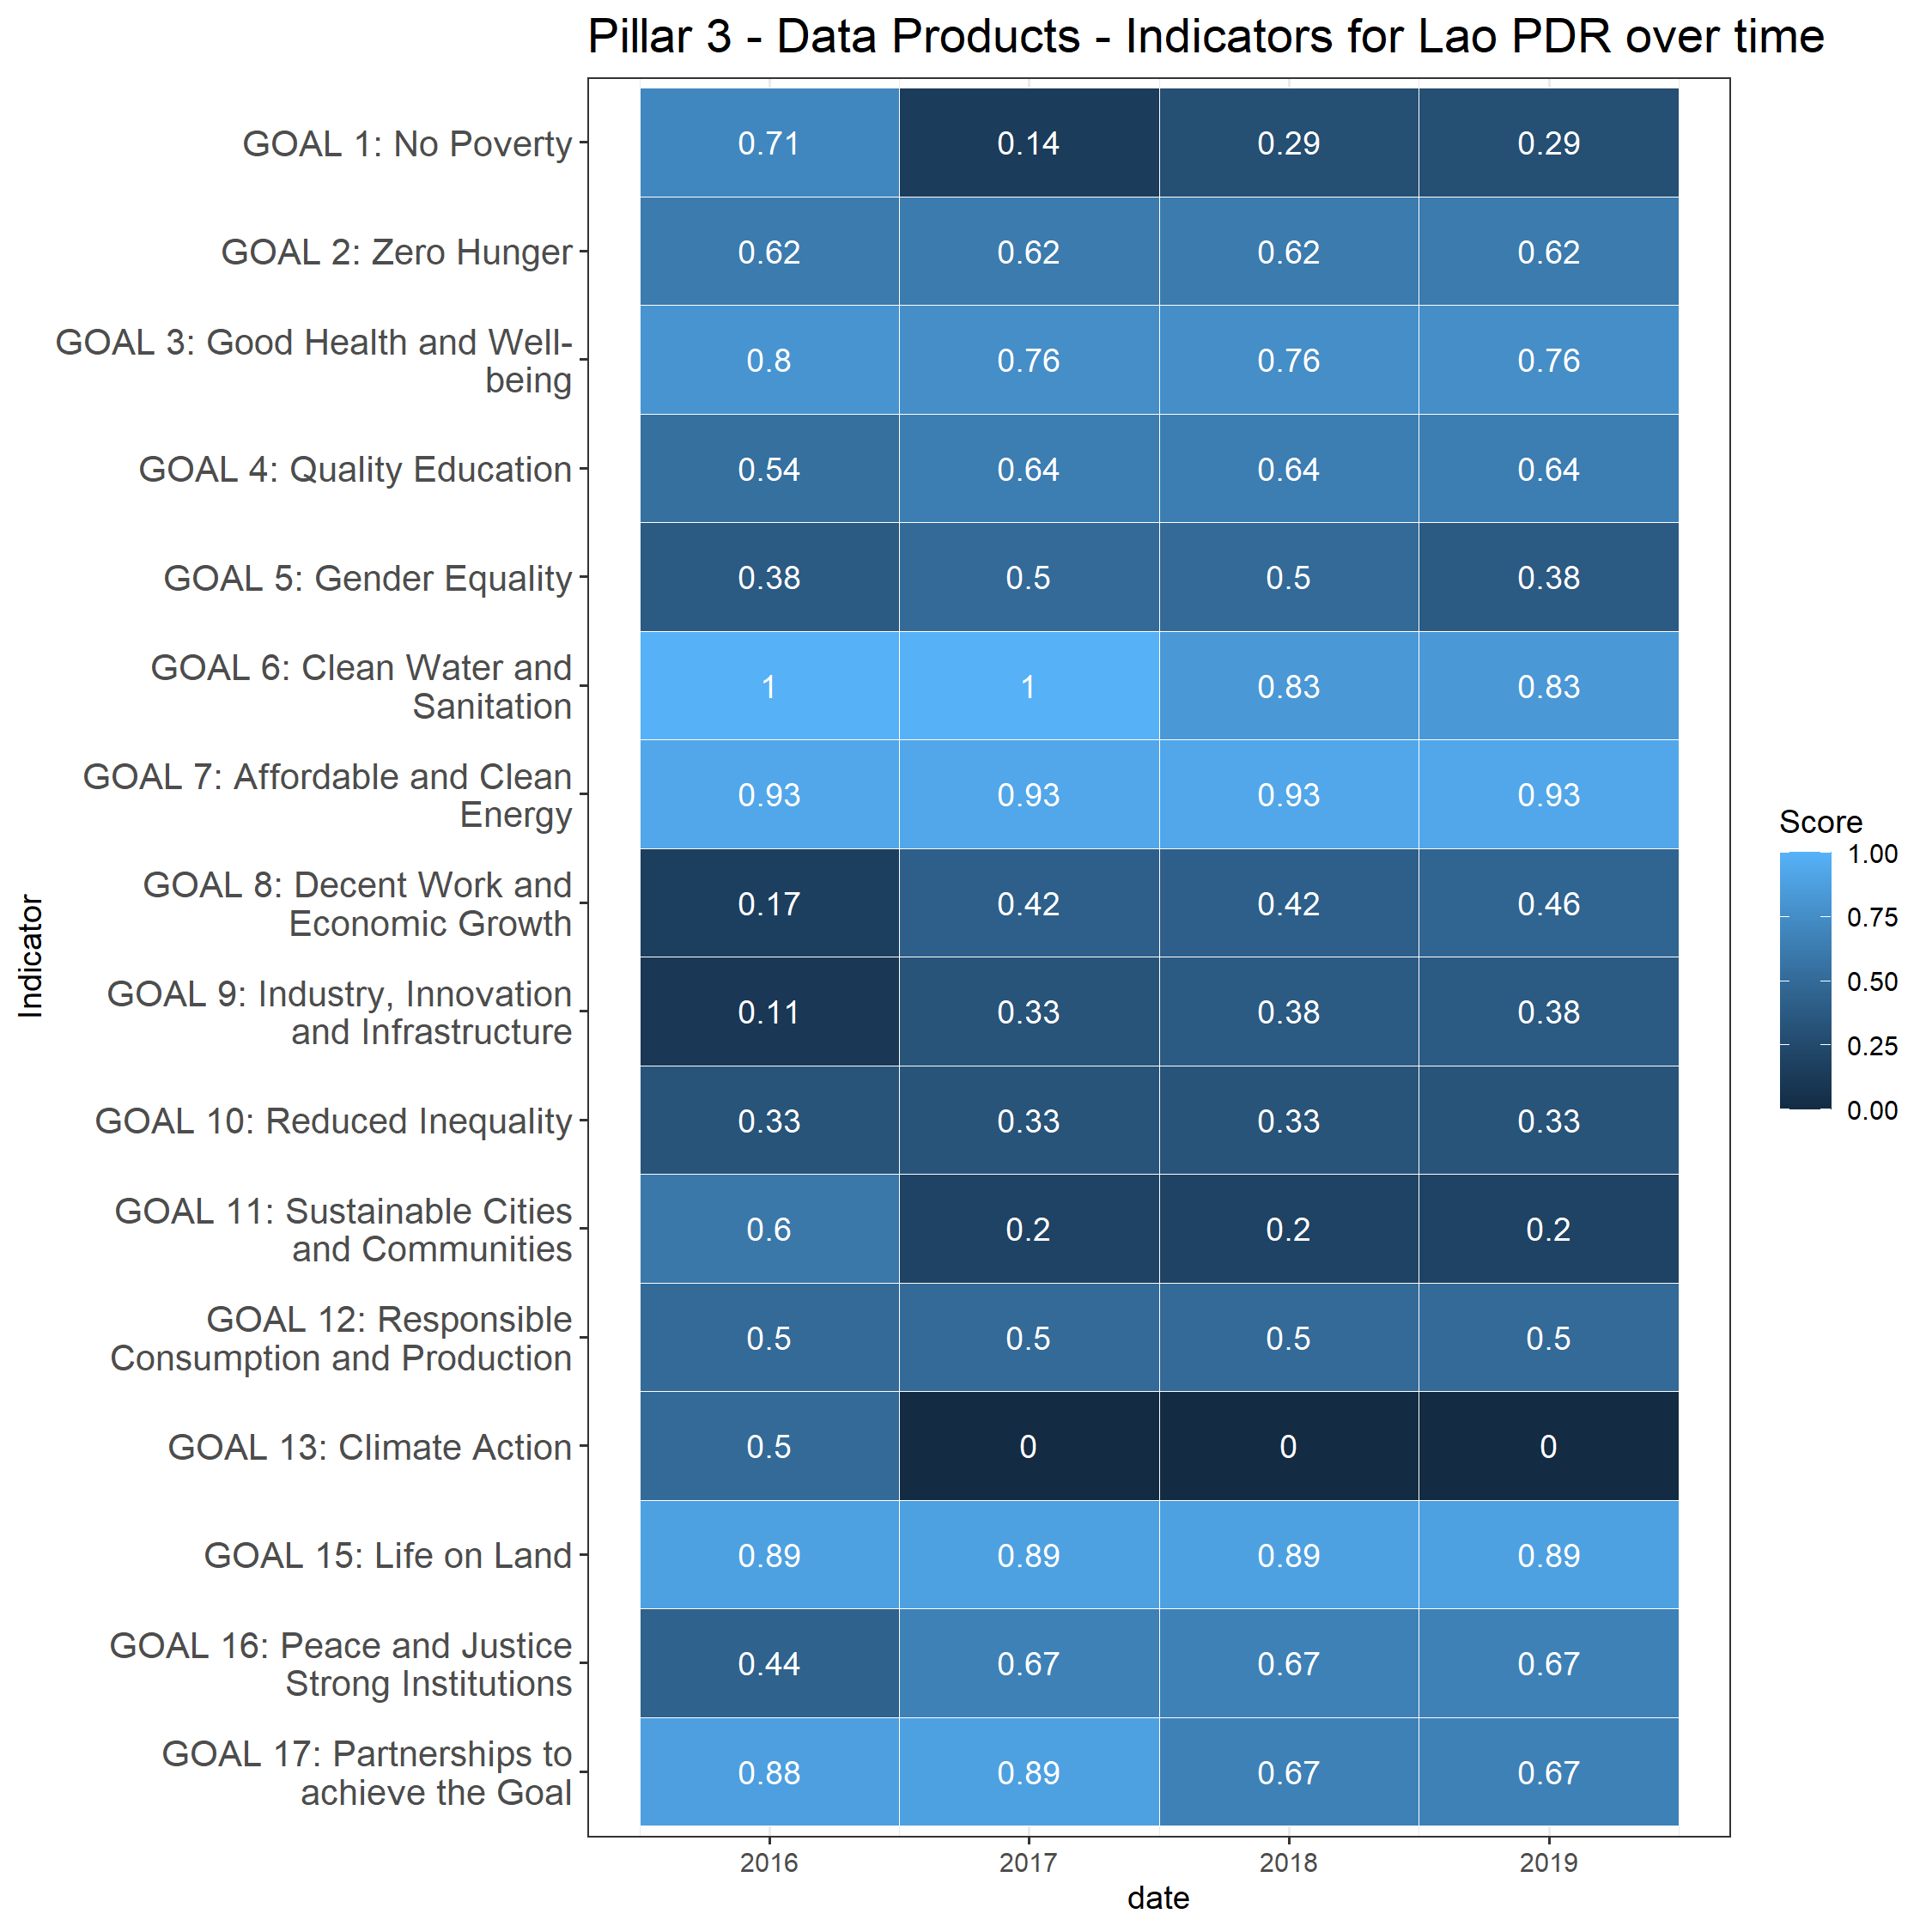 Pillar 3 - Data Products - Indicators for Lao PDR over time
GOAL 1: No Poverty
0.71
0.14
0.29
0.29
GOAL 2: Zero Hunger
0.62
0.62
0.62
0.62
GOAL 3: Good Health and Well-
being
0.8
0.76
0.76
0.76
GOAL 4: Quality Education
0.54
0.64
0.64
0.64
GOAL 5: Gender Equality
0.38
0.5
0.5
0.38
GOAL 6: Clean Water and
Sanitation
1
1
0.83
0.83
GOAL 7: Affordable and Clean
Energy
0.93
0.93
0.93
0.93
GOAL 8: Decent Work and
Economic Growth
0.17
0.42
0.42
0.46
GOAL 9: Industry, Innovation
and Infrastructure
0.11
0.33
0.38
0.38
GOAL 10: Reduced Inequality
0.33
0.33
0.33
0.33
GOAL 11: Sustainable Cities
and Communities
0.6
0.2
0.2
0.2
GOAL 12: Responsible
Consumption and Production
0.5
0.5
0.5
0.5
GOAL 13: Climate Action
0.5
0
0
0
GOAL 15: Life on Land
0.89
0.89
0.89
0.89
GOAL 16: Peace and Justice
Strong Institutions
0.44
0.67
0.67
0.67
GOAL 17: Partnerships to
achieve the Goal
0.88
0.89
0.67
0.67
2016
2017
2018
2019
date
Indicator
Score
1.00
0.75
0.50
0.25
0.00